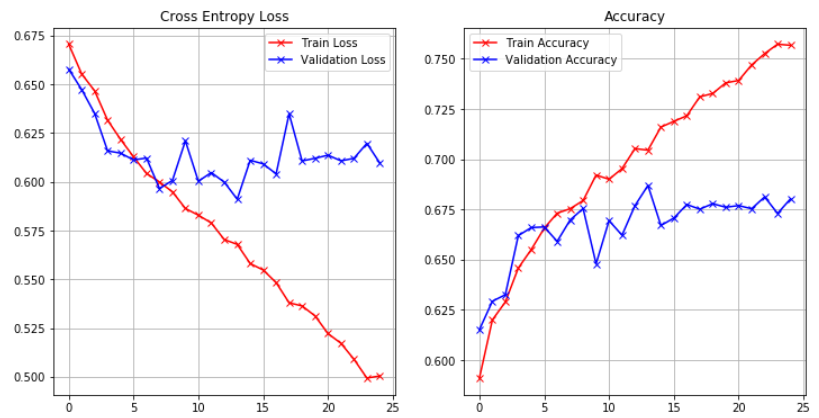 Cross Entropy Loss
0.675
0.650
0.625
0.600
0.575
0.550
0.525
0.500
Train Loss
Validation Loss
0 5 10 15 20 25
Accuracy
0.750
0.725
0.700
0.675
0.650
0.625
0.600
Train Accuracy
Validation Accuracy
0 5 10 15 20 25